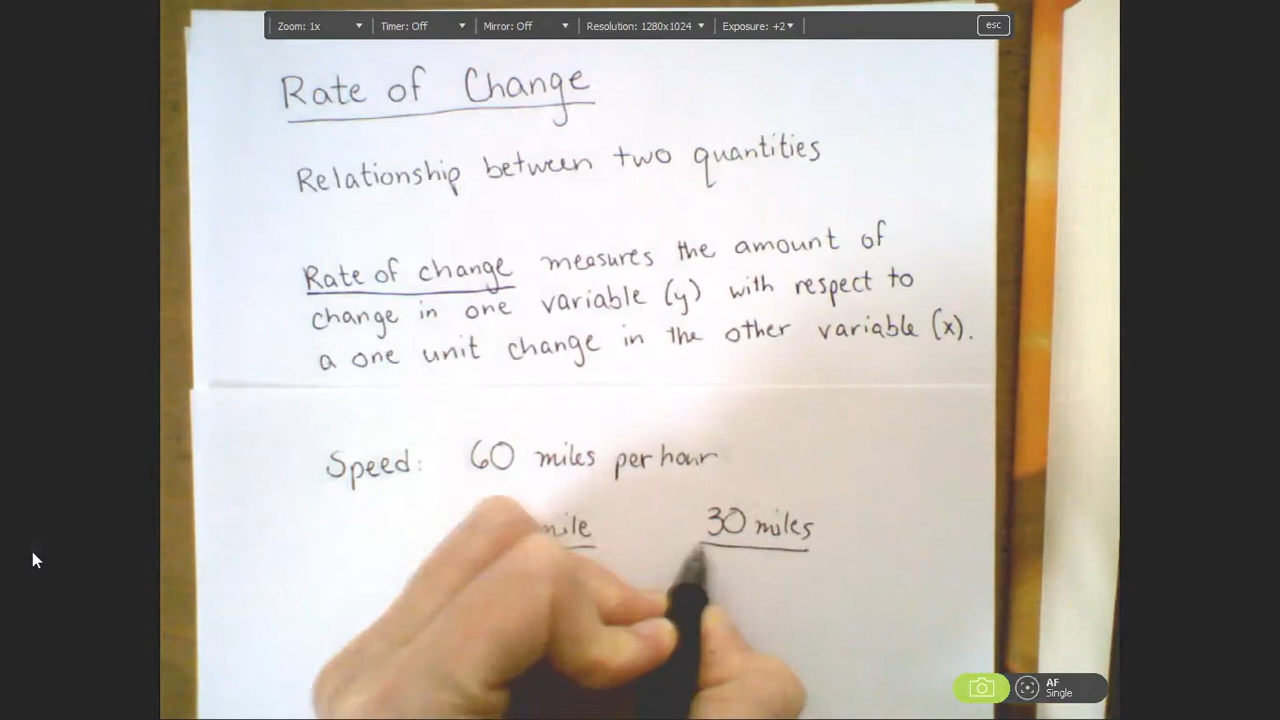 Zoom: 1x Timer: Off Mirror: Off Resolution: 1280x1024 Exposure: +2 esc
Rate of Change
Relationship between two quantities
Rate of change measures the amount of
change in one variable (y) with respect to
a one unit change in the other variable (x).
Speed: 60 miles per hour
mile 30 miles
AF
Single